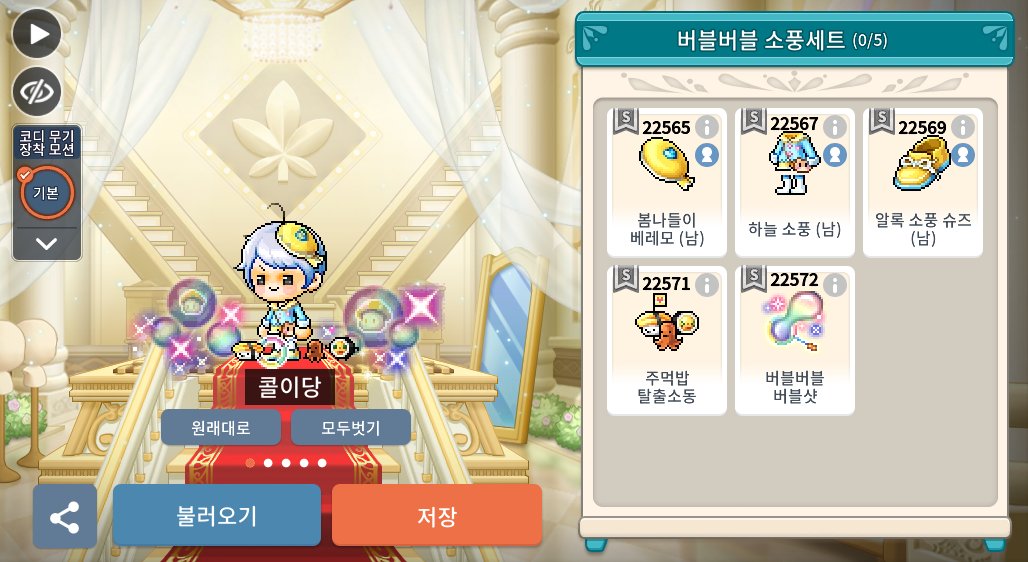 코디 무기
장착 모션
기본
콜이당
원래대로
모두벗기
불러오기
저장
버블버블 소풍세트 (0/5)
S
22565
봄나들이
베레모 (남)
S
22567
하늘 소풍 (남)
S
22569
알록 소풍 슈즈
(남)
S
22571
주먹밥
탈출소동
S
22572
버블버블
버블샷